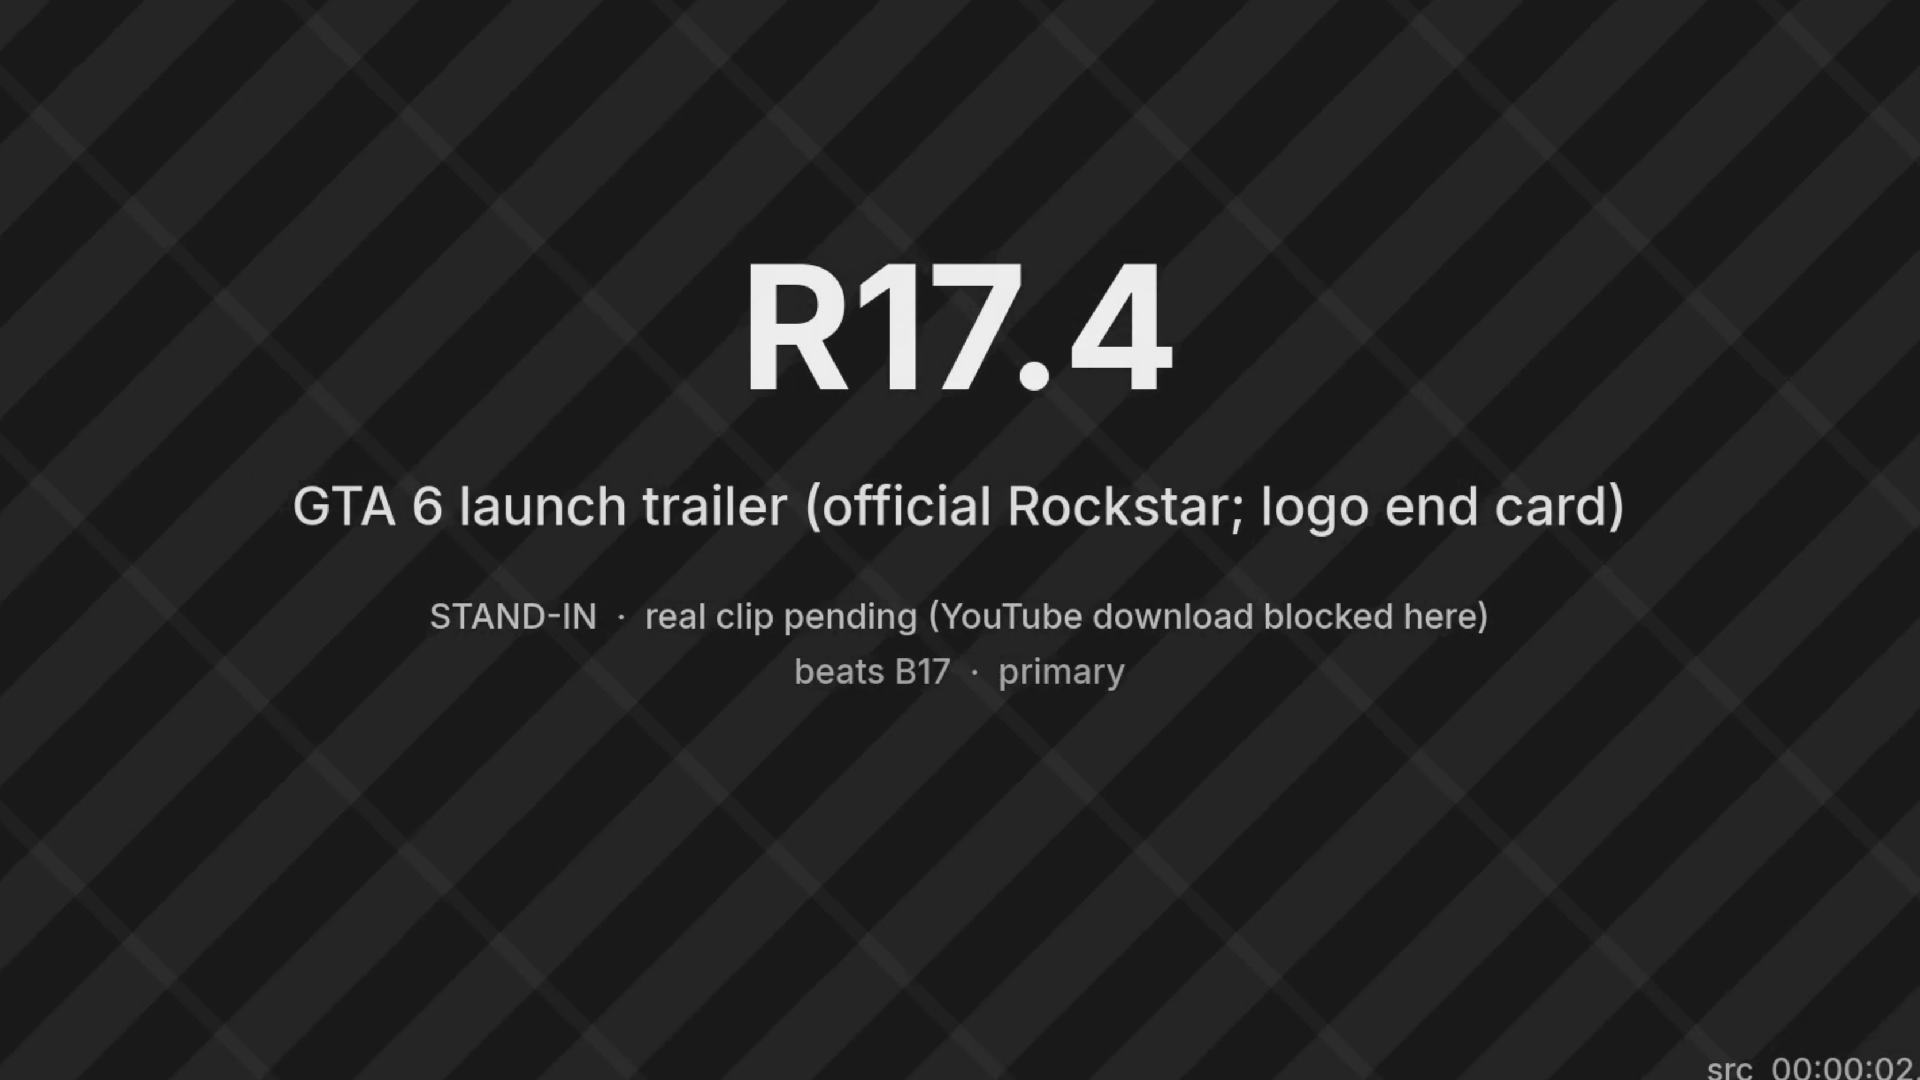 R17.4
GTA 6 launch trailer (official Rockstar; logo end card)
STAND-IN · real clip pending (YouTube download blocked here)
beats B17 · primary
src 00:00:02.